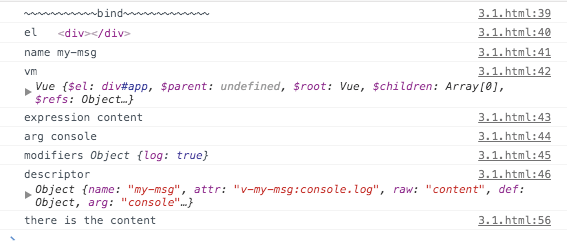 ~~~~~~~~~~~bind~~~~~~~~~~~~~ 3.1.html:39
el <div></div> 3.1.html:40
name my-msg 3.1.html:41
vm 3.1.html:42
Vue {$el: div#app, $parent: undefined, $root: Vue, $children: Array[0],
$refs: Object…}
expression content 3.1.html:43
arg console 3.1.html:44
modifiers Object {log: true} 3.1.html:45
descriptor 3.1.html:46
Object {name: "my-msg", attr: "v-my-msg:console.log", raw: "content", def:
Object, arg: "console"…}
there is the content 3.1.html:56